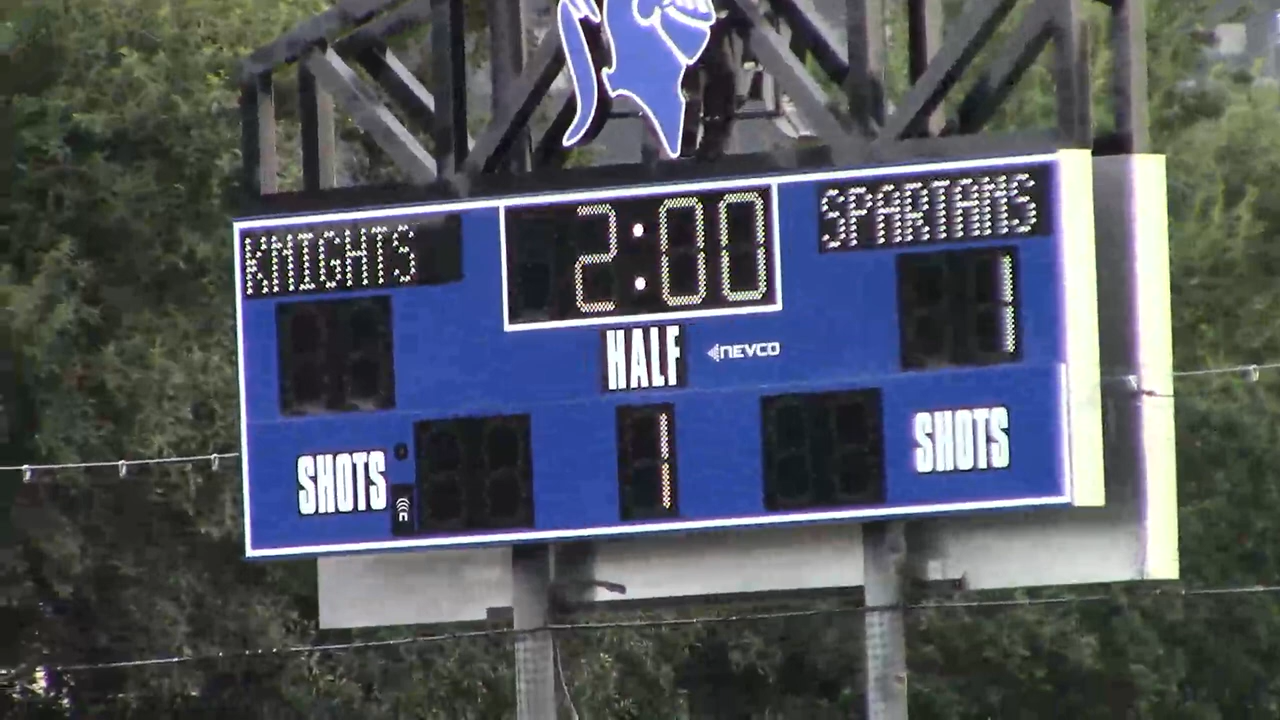 KNIGHTS 2:00 SPARTANS
1
HALF NEVCO
1
SHOTS SHOTS